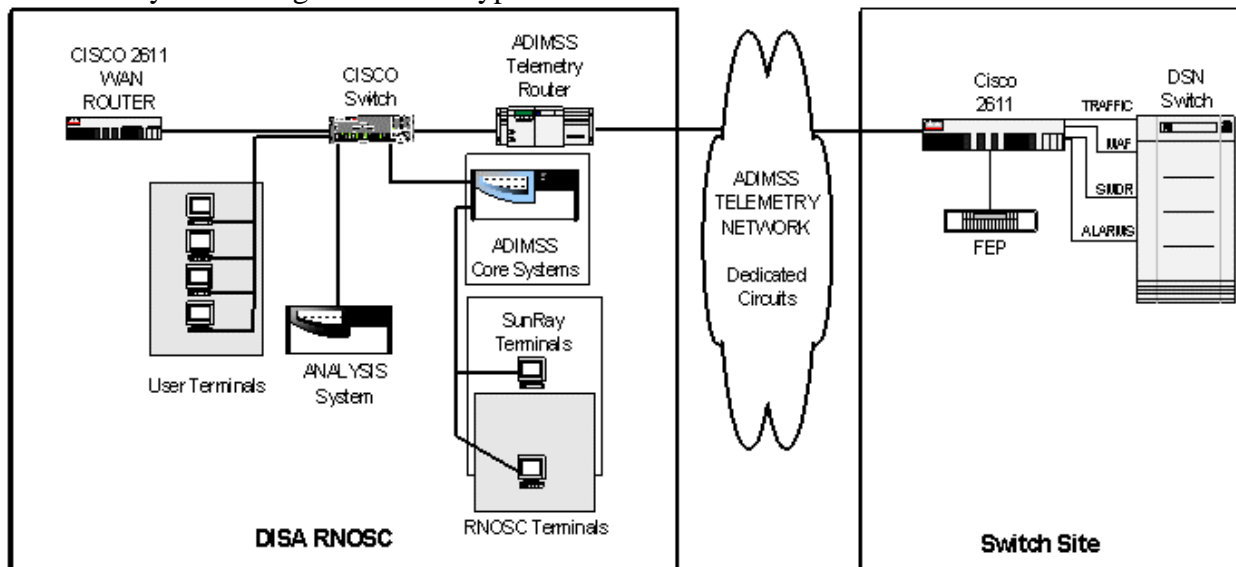 CISCO 2611
WAN
ROUTER
CISCO
Switch
ADIMSS
Telemetry
Router
ADIMSS
Core Systems
User Terminals
ANALYSIS
System
SunRay
Terminals
RNOSC Terminals
DISA RNOSC
ADIMSS
TELEMETRY
NETWORK
Dedicated
Circuits
Cisco
2611
FEP
TRAFFIC
MAF
SMDR
ALARMS
DSN
Switch
Switch Site